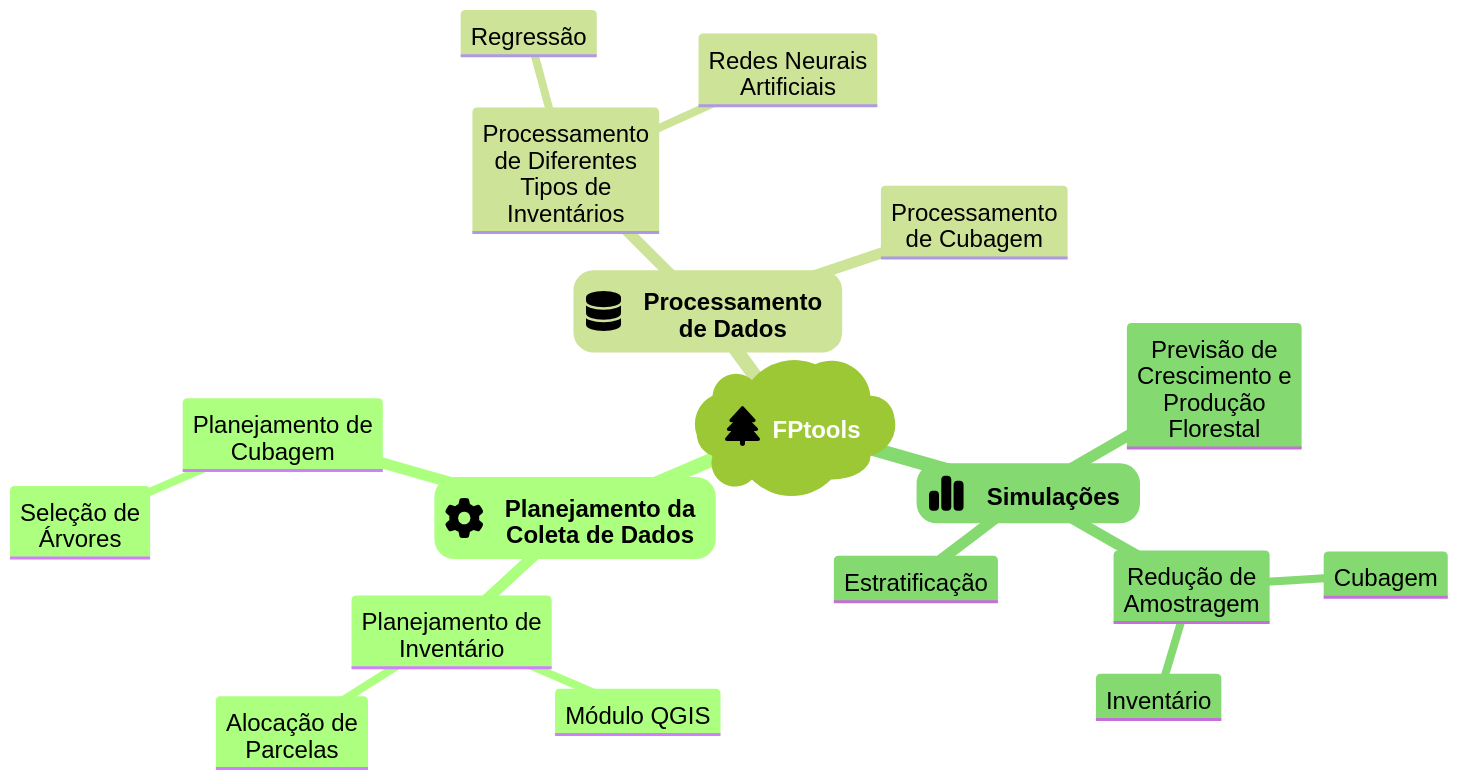 Regressão
Redes Neurais
Artificiais
Processamento
de Diferentes
Tipos de
Inventários
Processamento
de Cubagem
Processamento
de Dados
FPtools
Previsão de
Crescimento e
Produção
Florestal
Simulações
Estratificação
Redução de
Amostragem
Cubagem
Inventário
Planejamento de
Cubagem
Seleção de
Árvores
Planejamento da
Coleta de Dados
Planejamento de
Inventário
Alocação de
Parcelas
Módulo QGIS